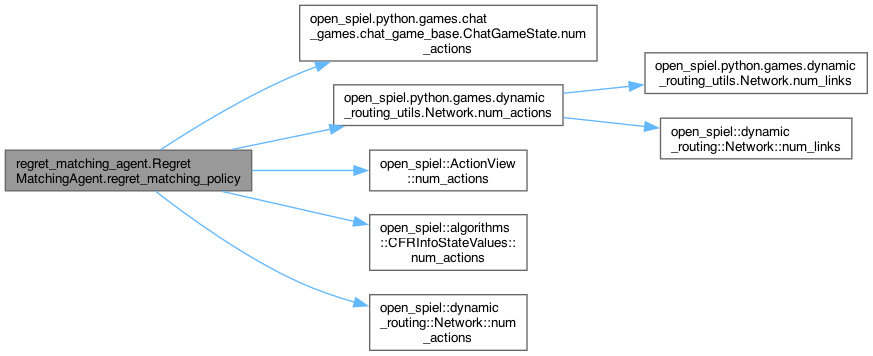 regret_matching_agent.Regret
MatchingAgent.regret_matching_policy
open_spiel.python.games.chat
_games.chat_game_base.ChatGameState.num
_actions
open_spiel.python.games.dynamic
_routing_utils.Network.num_actions
open_spiel.python.games.dynamic
_routing_utils.Network.num_links
open_spiel::dynamic
_routing::Network::num_links
open_spiel::ActionView
::num_actions
open_spiel::algorithms
::CFRInfoStateValues::
num_actions
open_spiel::dynamic
_routing::Network::num
_actions